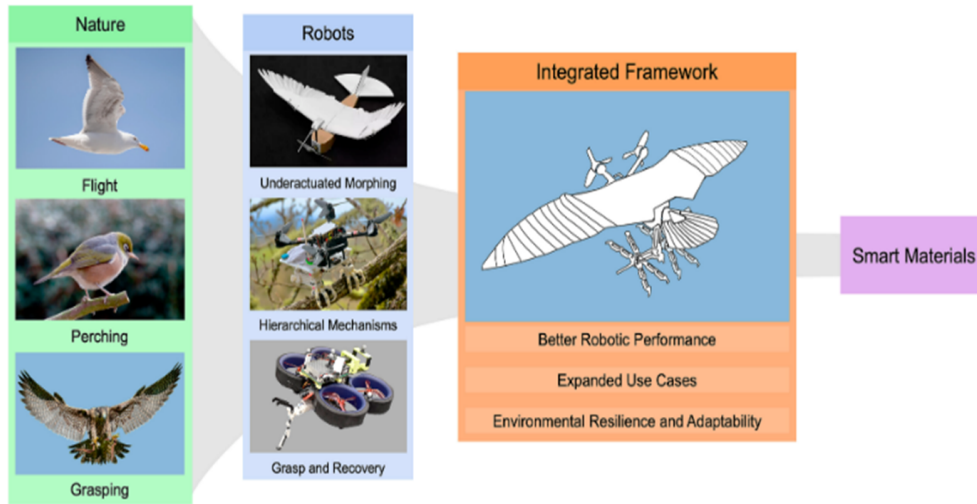 Nature
Flight
Perching
Grasping
Robots
Underactuated Morphing
Hierarchical Mechanisms
Grasp and Recovery
Integrated Framework
Better Robotic Performance
Expanded Use Cases
Environmental Resilience and Adaptability
Smart Materials